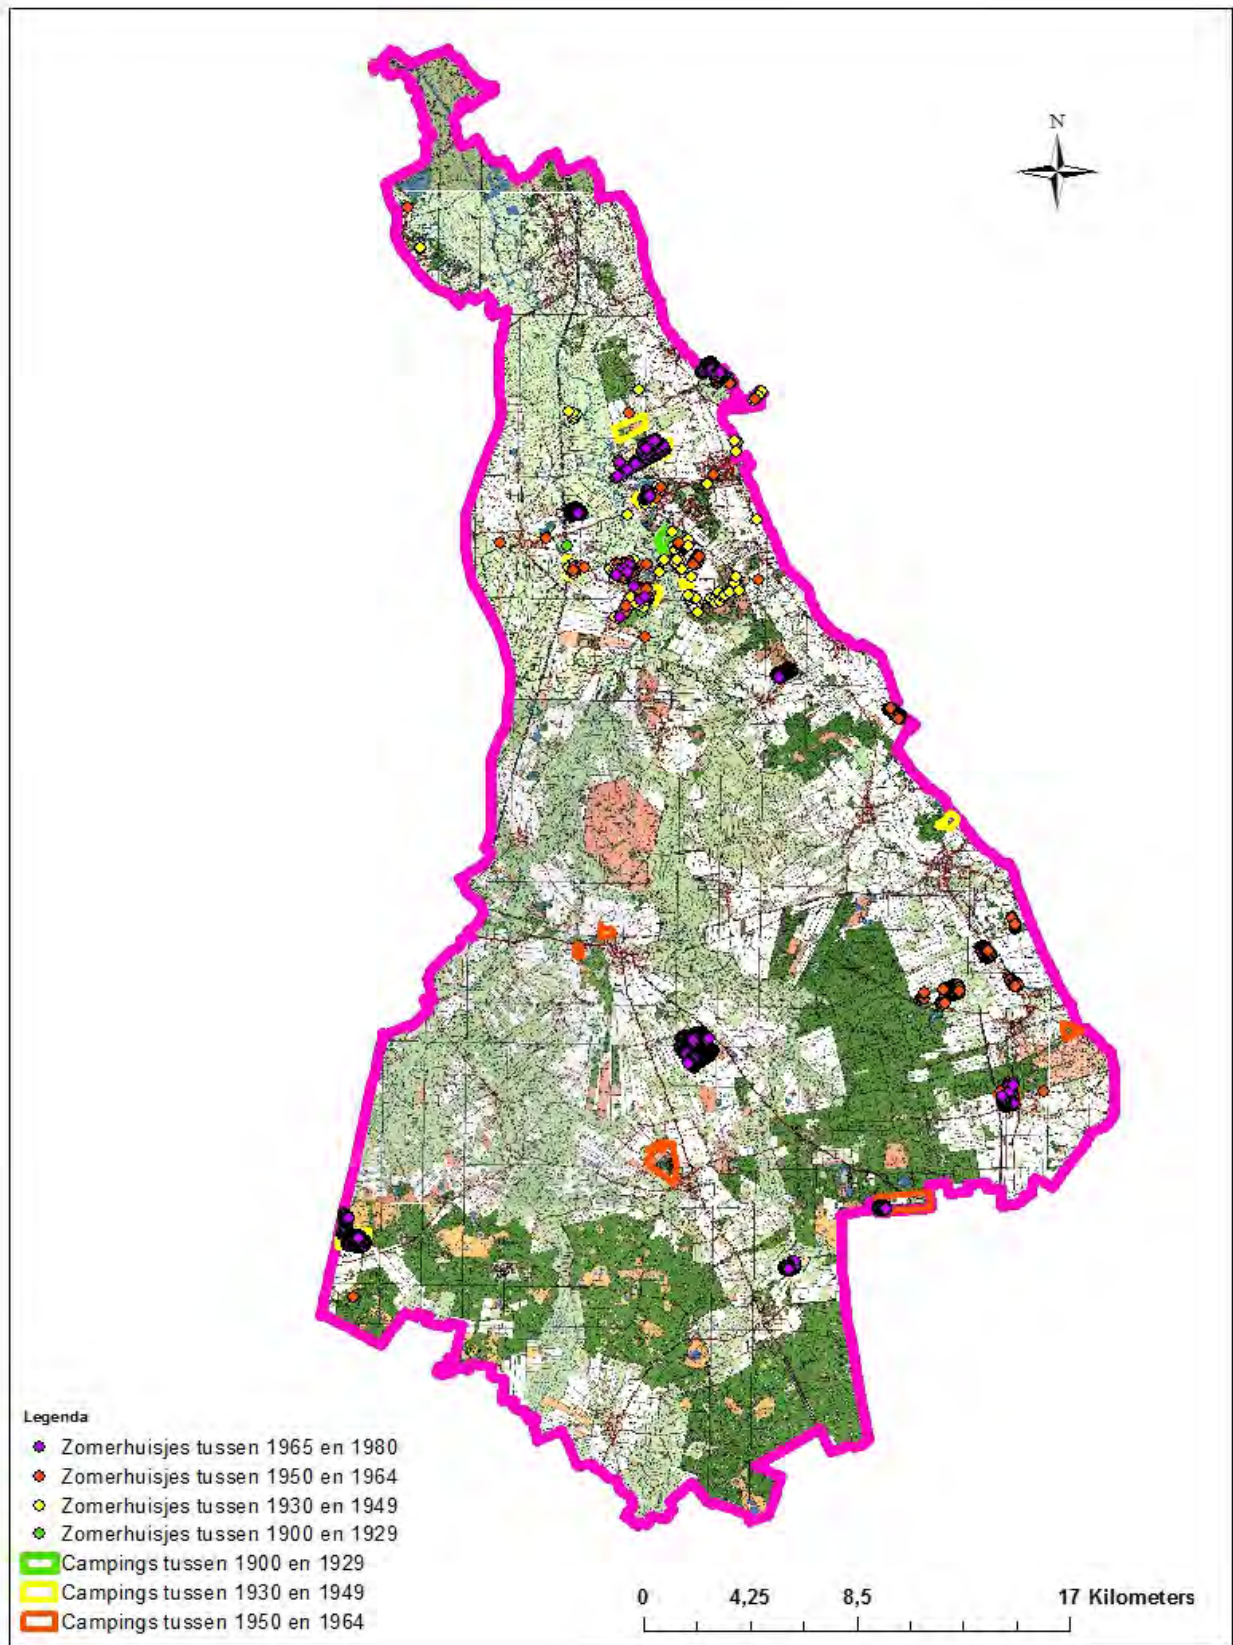 N
Legenda
Zomerhuisjes tussen 1965 en 1980
Zomerhuisjes tussen 1950 en 1964
Zomerhuisjes tussen 1930 en 1949
Zomerhuisjes tussen 1900 en 1929
Campings tussen 1900 en 1929
Campings tussen 1930 en 1949
Campings tussen 1950 en 1964
0 4,25 8,5 17 Kilometers